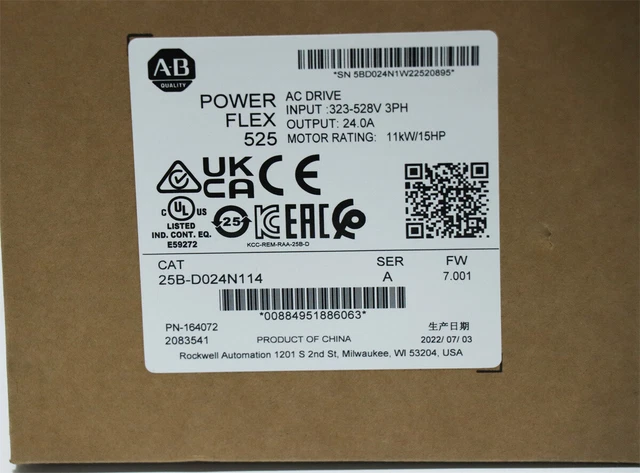 A-B
QUALITY
*SN 5BD024N1W22520895*
POWER
FLEX
525
AC DRIVE
INPUT :323-528V 3PH
OUTPUT: 24.0A
MOTOR RATING: 11kW/15HP
UK
CA
CE
C UL US
LISTED
IND. CONT. EQ.
E59272
25
KC
EAC
KCC-REM-RAA-25B-D
CAT
25B-D024N114
SER
A
FW
7.001
*00884951886063*
PN-164072
2083541
PRODUCT OF CHINA
生产日期
2022/ 07/ 03
Rockwell Automation 1201 S 2nd St, Milwaukee, WI 53204, USA